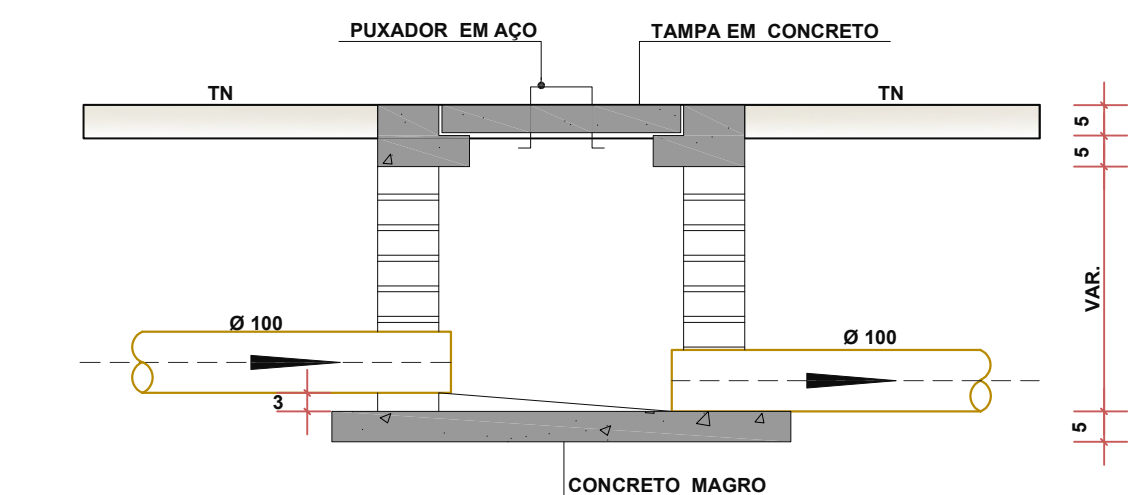 PUXADOR EM AÇO
TAMPA EM CONCRETO
TN
TN
5
5
VAR.
Ø 100
Ø 100
3
5
CONCRETO MAGRO